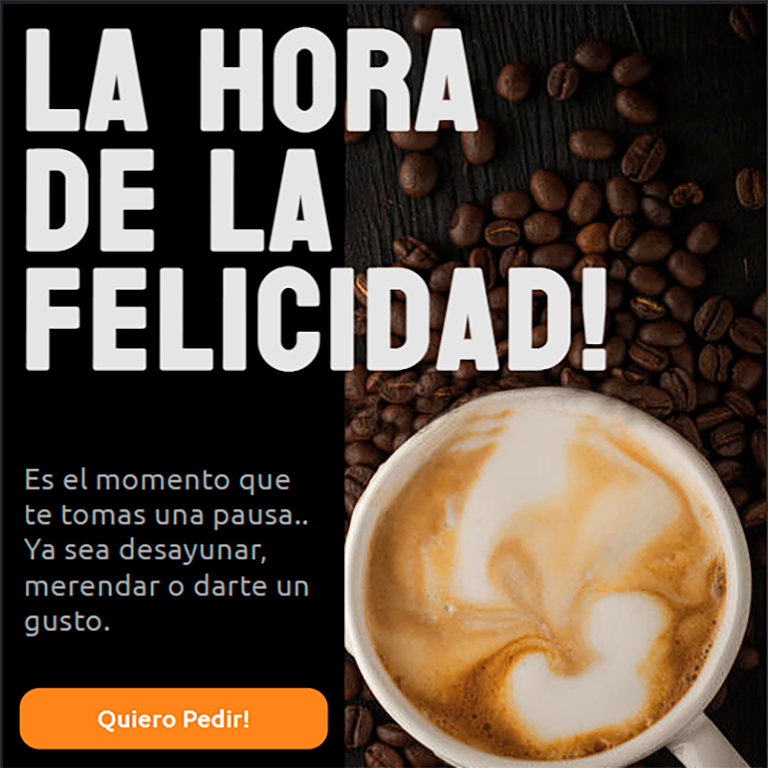 LA HORA
DE LA
FELICIDAD!
Es el momento que
te tomas una pausa..
Ya sea desayunar,
merendar o darte un
gusto.
Quiero Pedir!